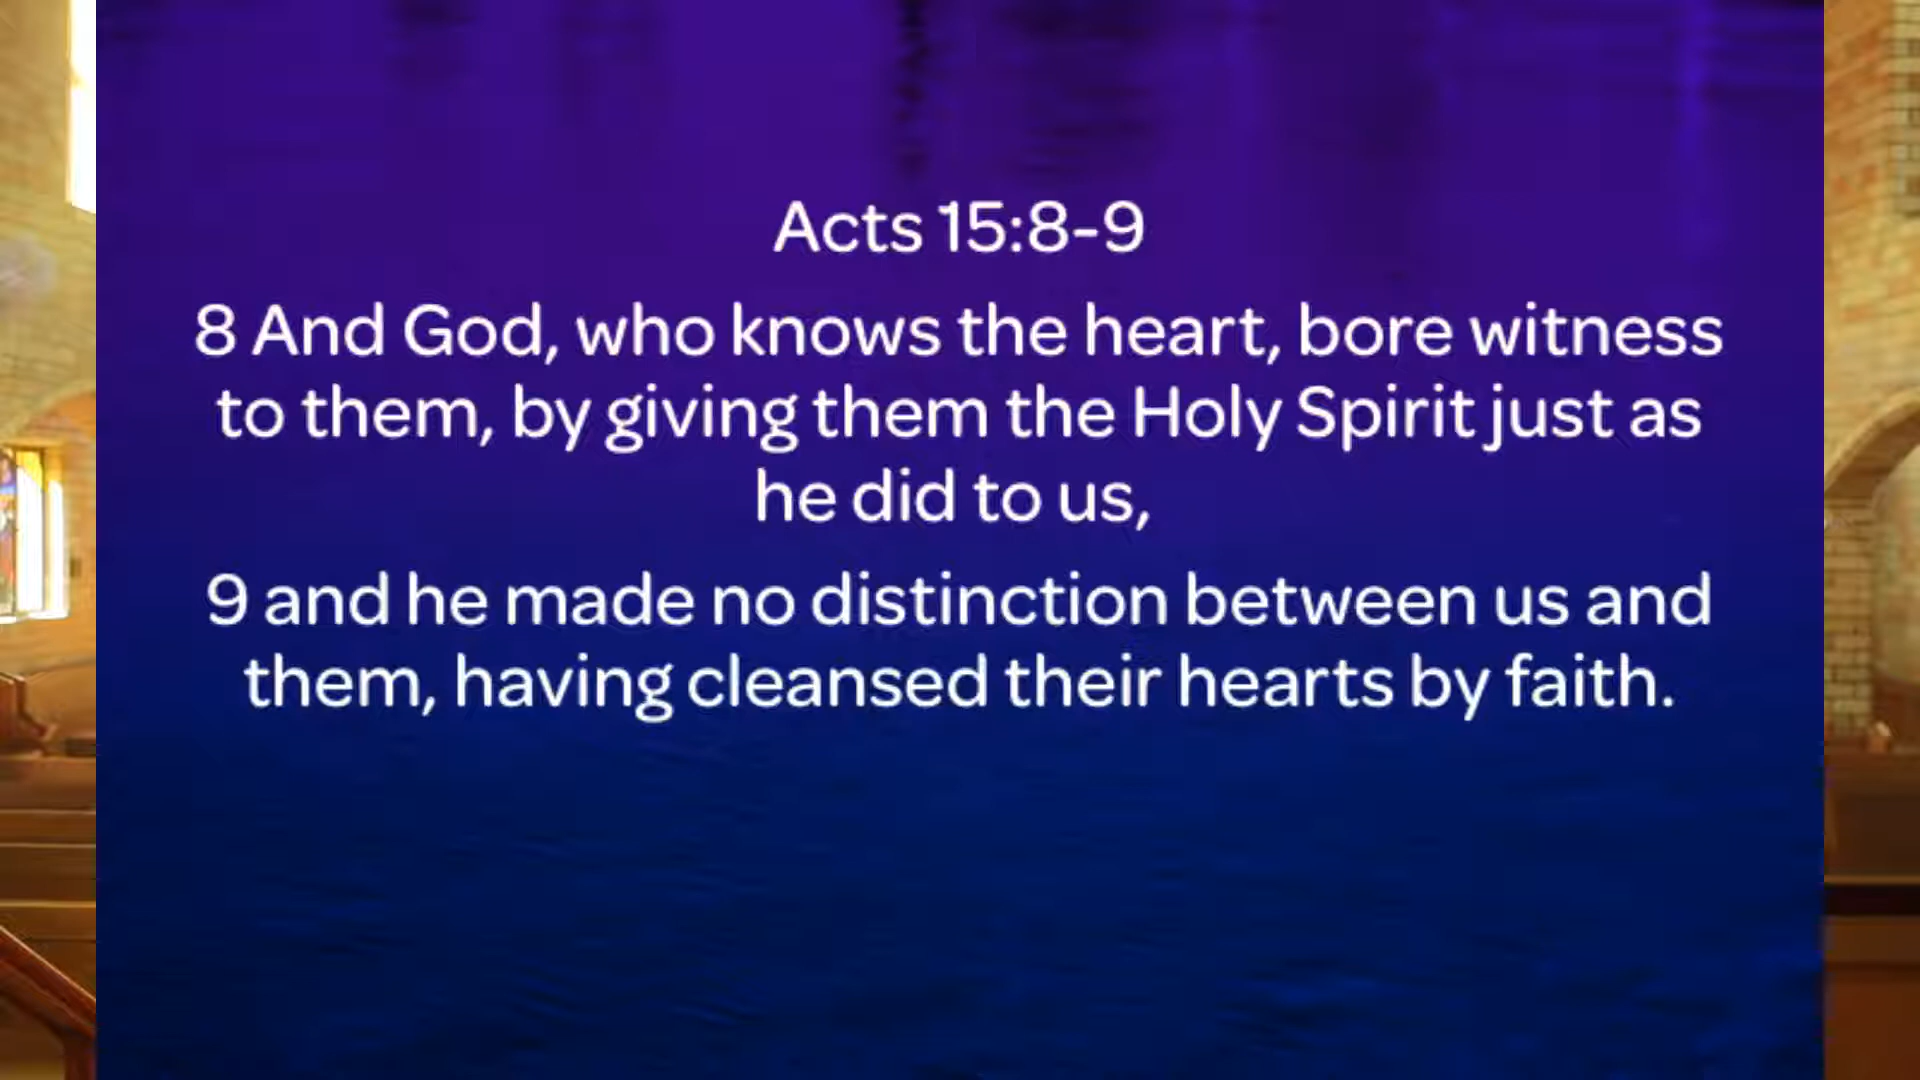 Acts 15:8-9
8 And God, who knows the heart, bore witness
to them, by giving them the Holy Spirit just as
he did to us,
9 and he made no distinction between us and
them, having cleansed their hearts by faith.